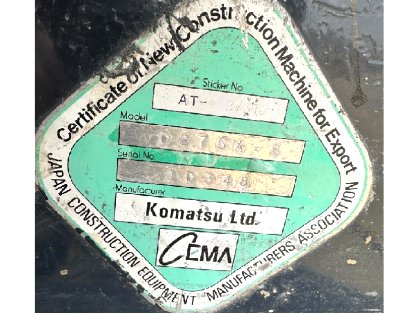 Certificate of New Construction Machine for Export
Sticker No
AT-
Model
Serial No
10348
Manufacturer
Komatsu Ltd.
CEMA
JAPAN CONSTRUCTION EQUIPMENT MANUFACTURERS ASSOCIATION